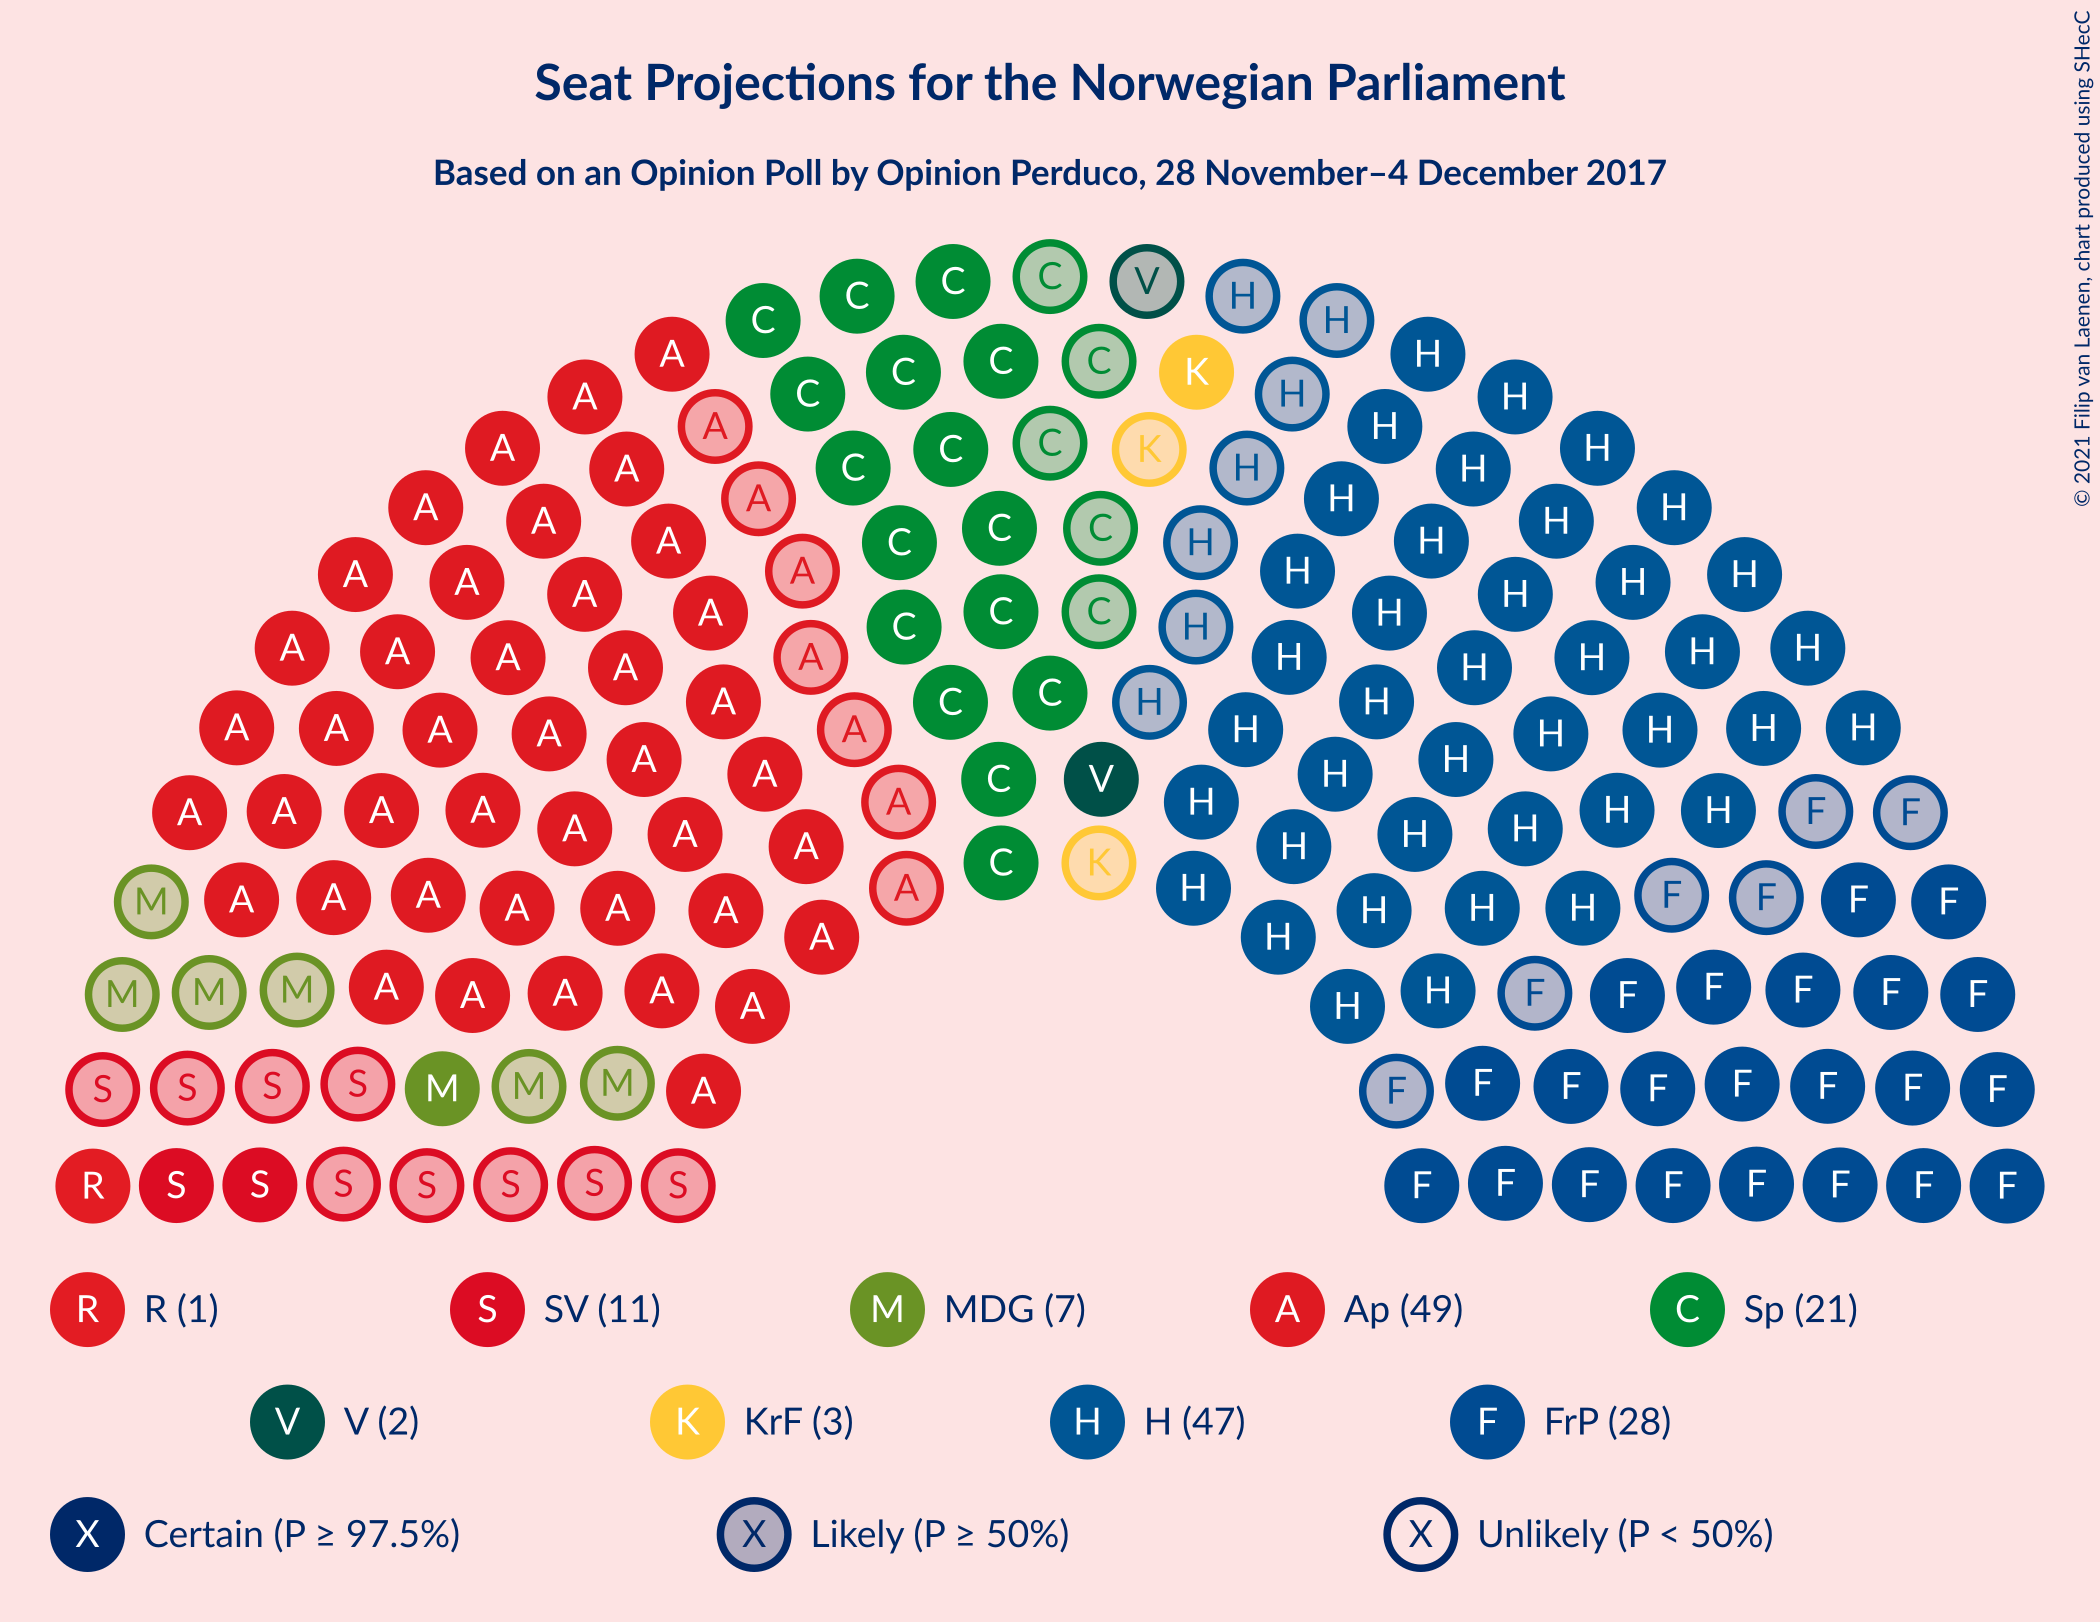 Seat Projections for the Norwegian Parliament
Based on an Opinion Poll by Opinion Perduco, 28 November–4 December 2017
© 2021 Filip van Laenen, chart produced using SHecC
C C C C V H H
A C C C C K H H H
A A A C C C K H H H H
A A A A C C C H H H H H
A A A A A C C C H H H H H H
A A A A A A C C H H H H H H H
A A A A A A A A C V H H H H H H H H
A A A A A A A A C K H H H H H H F F
M A A A A A A A H H H H F F F F
M M M A A A A A H H F F F F F F
S S S S M M M A F F F F F F F F
R S S S S S S S F F F F F F F F
R R (1) S SV (11) M MDG (7) A Ap (49) C Sp (21)
V V (2) K KrF (3) H H (47) F FrP (28)
X Certain (P ≥ 97.5%) X Likely (P ≥ 50%) X Unlikely (P < 50%)